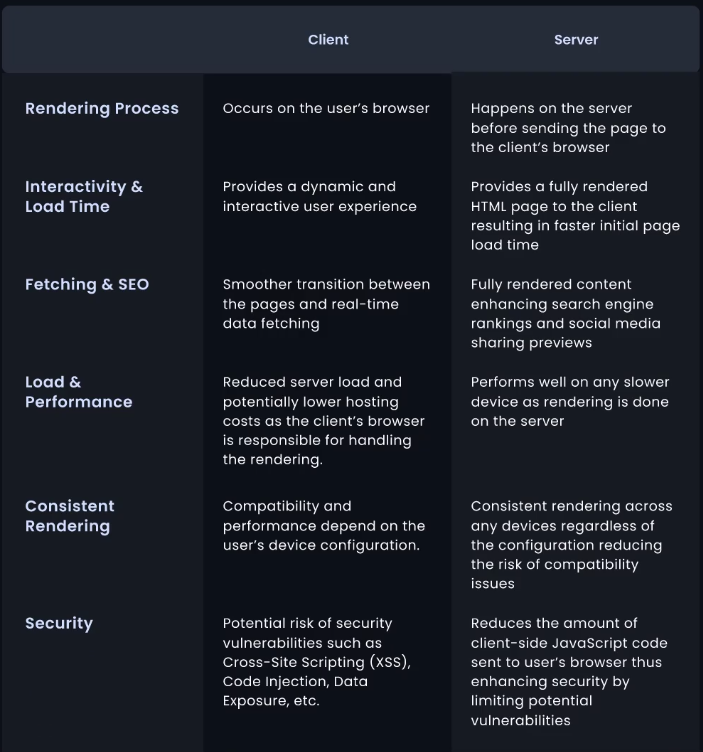 Client
Server
Rendering Process
Occurs on the user's browser
Happens on the server
before sending the page to
the client's browser
Interactivity &
Load Time
Provides a dynamic and
interactive user experience
Provides a fully rendered
HTML page to the client
resulting in faster initial page
load time
Fetching & SEO
Smoother transition between
the pages and real-time
data fetching
Fully rendered content
enhancing search engine
rankings and social media
sharing previews
Load &
Performance
Reduced server load and
potentially lower hosting
costs as the client's browser
is responsible for handling
the rendering.
Performs well on any slower
device as rendering is done
on the server
Consistent
Rendering
Compatibility and
performance depend on the
user's device configuration.
Consistent rendering across
any devices regardless of
the configuration reducing
the risk of compatibility
issues
Security
Potential risk of security
vulnerabilities such as
Cross-Site Scripting (XSS),
Code Injection, Data
Exposure, etc.
Reduces the amount of
client-side JavaScript code
sent to user's browser thus
enhancing security by
limiting potential
vulnerabilities